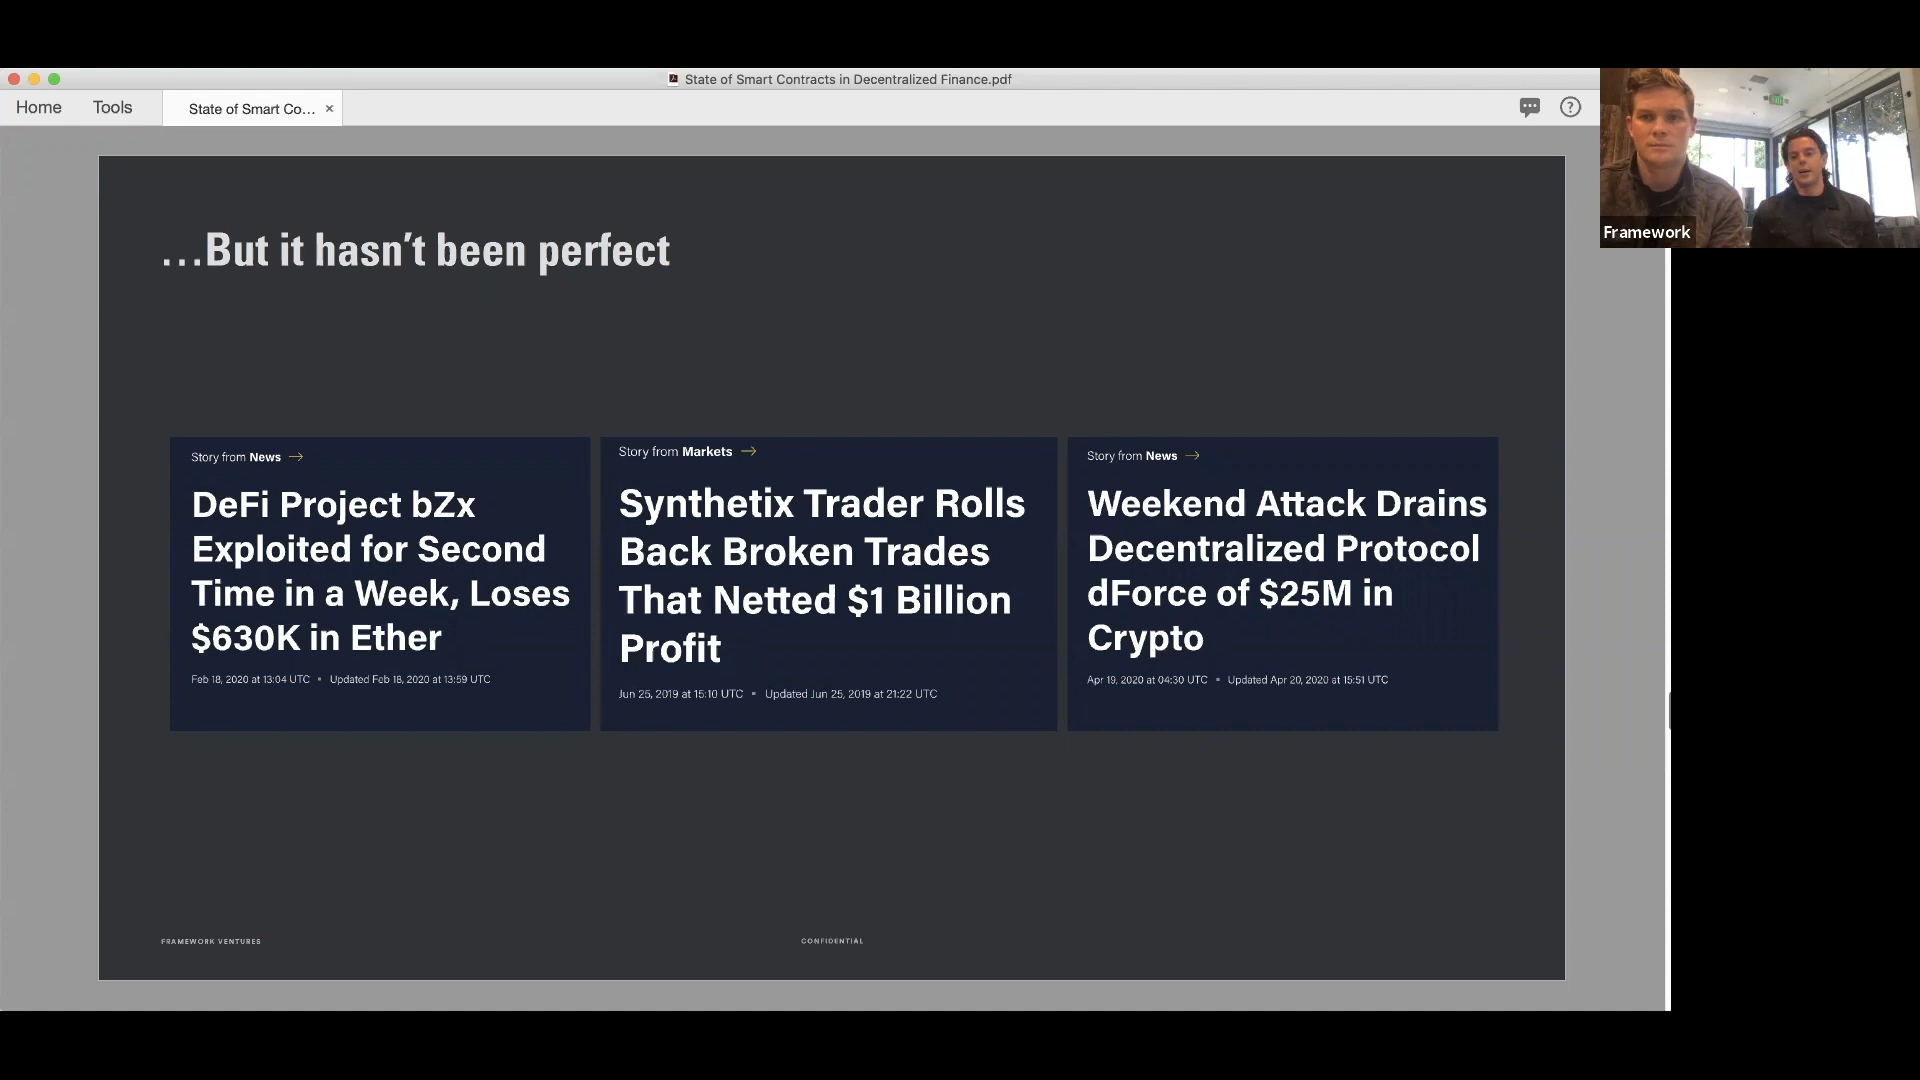 State of Smart Contracts in Decentralized Finance.pdf
Home Tools State of Smart Co... ×
?
Framework
...But it hasn't been perfect
Story from News →
DeFi Project bZx
Exploited for Second
Time in a Week, Loses
$630K in Ether
Feb 18, 2020 at 13:04 UTC • Updated Feb 18, 2020 at 13:59 UTC
Story from Markets →
Synthetix Trader Rolls
Back Broken Trades
That Netted $1 Billion
Profit
Jun 25, 2019 at 15:10 UTC • Updated Jun 25, 2019 at 21:22 UTC
Story from News →
Weekend Attack Drains
Decentralized Protocol
dForce of $25M in
Crypto
Apr 19, 2020 at 04:30 UTC • Updated Apr 20, 2020 at 15:51 UTC
FRAMEWORK VENTURES
CONFIDENTIAL